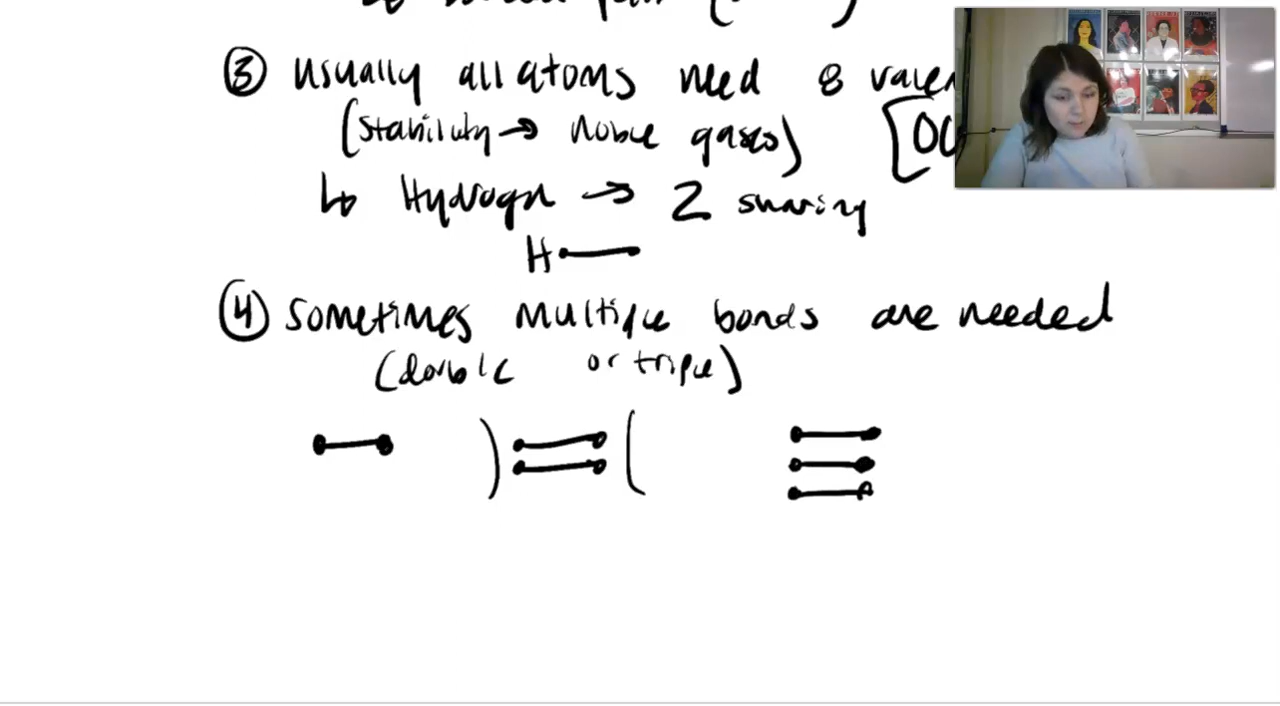 ③ usually all atoms need 8 valen
(stability → noble gases) [OC
↳ Hydrogen → 2 sharing
H
④ sometimes multiple bonds are needed
(double or triple)